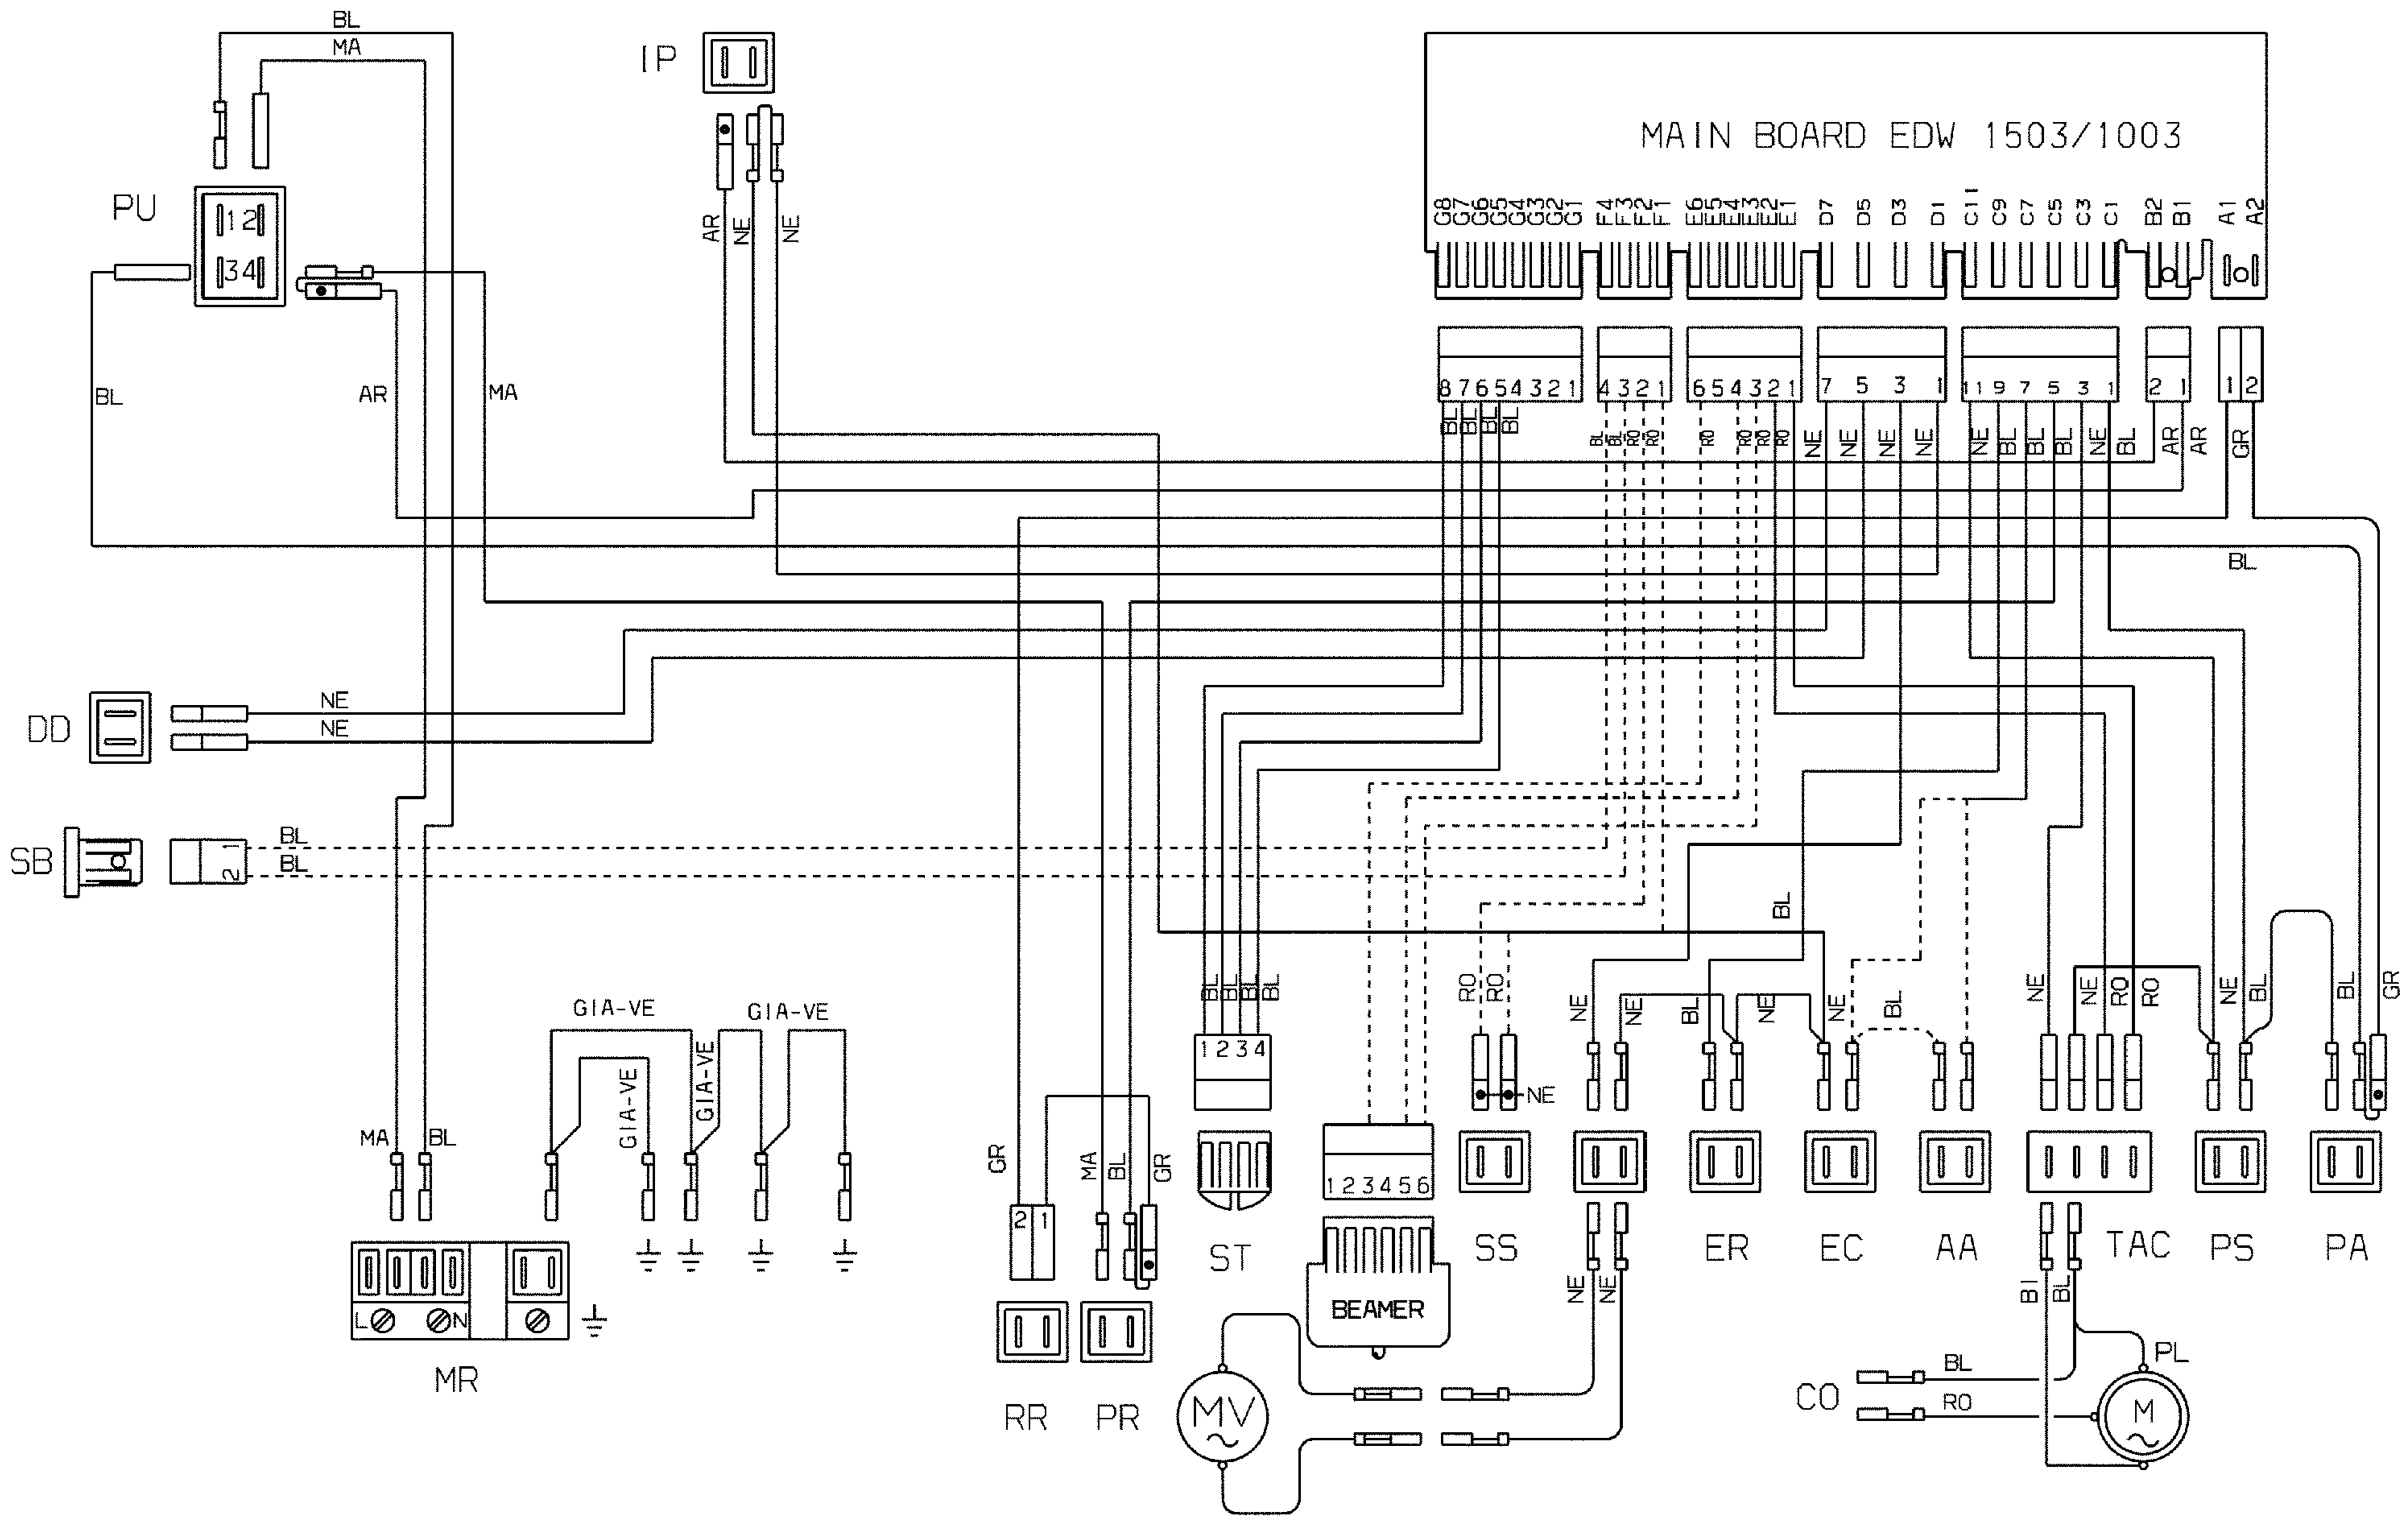 BL
MA
IP
MAIN BOARD EDW 1503/1003
PU
1 2
3 4
G8 G7 G6 G5 G4 G3 G2 G1 F4 F3 F2 F1 E6 E5 E4 E3 E2 E1 D7 D5 D3 D1 C11 C9 C7 C5 C3 C1 B2 B1 A1 A2
AR NE NE
BL AR MA
8 7 6 5 4 3 2 1 4 3 2 1 6 5 4 3 2 1 7 5 3 1 11 9 7 5 3 1 2 1 1 2
BL BL BL BL BL BL RO RO RO RO RO RO NE NE NE NE NE BL BL BL NE BL AR AR GR
BL
DD
NE
NE
SB
1
2
BL
BL
BL
GIA-VE GIA-VE
GIA-VE GIA-VE
BL BL BL BL RO RO NE NE BL NE NE BL NE NE RO RO NE BL BL GR
1 2 3 4
NE
MA BL
GR MA BL GR
2 1
1 2 3 4 5 6
ST SS ER EC AA TAC PS PA
L N
MR
BEAMER
NE NE
BI BL
RR PR
MV
CO
BL
RO
PL
M